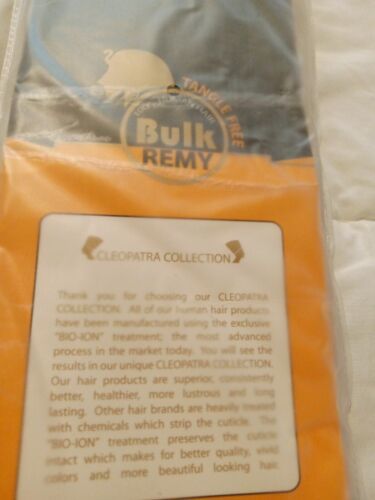 TANGLE FREE
Bulk
REMY
CLEOPATRA COLLECTION
Thank you for choosing our CLEOPATRA
COLLECTION. All of our human hair products
have been manufactured using the exclusive
"BIO-ION" treatment; the most advanced
process in the market today. You will see the
results in our unique CLEOPATRA COLLECTION.
Our hair products are superior, consistently
better, healthier, more lustrous and long
lasting. Other hair brands are heavily treated
with chemicals which strip the cuticle. The
"BIO-ION" treatment preserves the cuticle
intact which makes for better quality, vivid
colors and more beautiful looking hair.